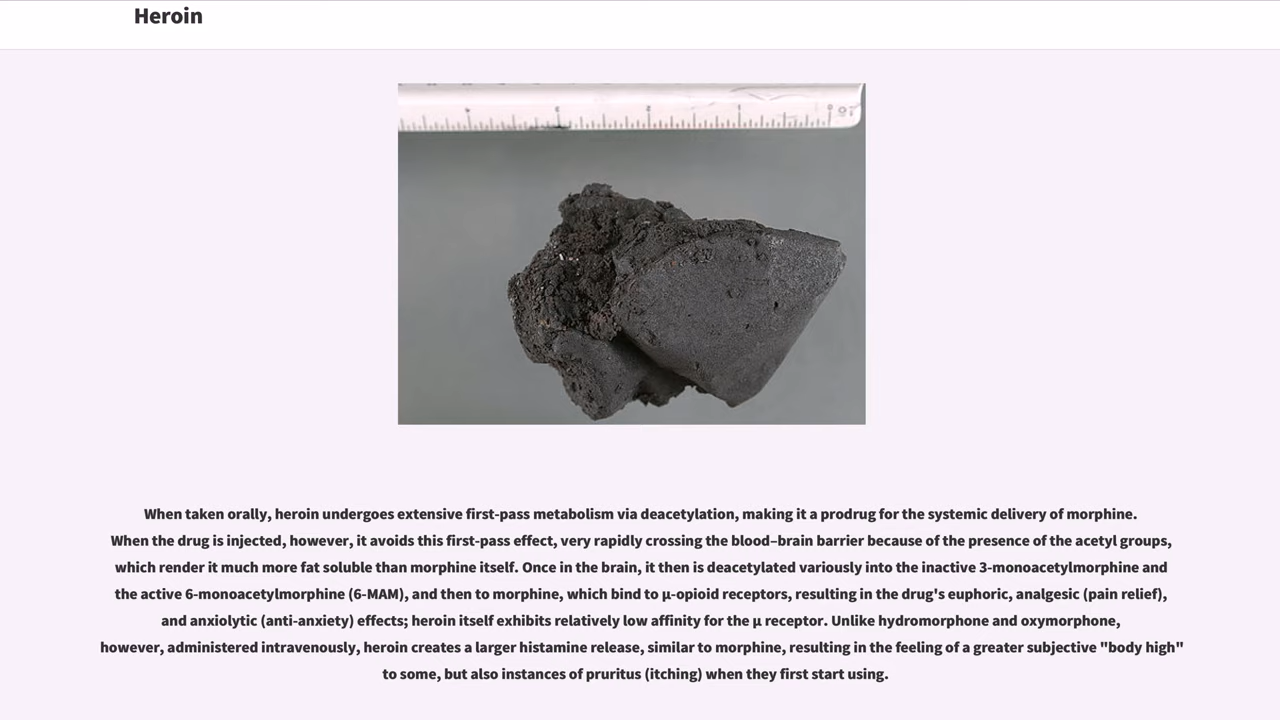 Heroin
4 3 2 1 0
When taken orally, heroin undergoes extensive first-pass metabolism via deacetylation, making it a prodrug for the systemic delivery of morphine.
When the drug is injected, however, it avoids this first-pass effect, very rapidly crossing the blood–brain barrier because of the presence of the acetyl groups,
which render it much more fat soluble than morphine itself. Once in the brain, it then is deacetylated variously into the inactive 3-monoacetylmorphine and
the active 6-monoacetylmorphine (6-MAM), and then to morphine, which bind to μ-opioid receptors, resulting in the drug's euphoric, analgesic (pain relief),
and anxiolytic (anti-anxiety) effects; heroin itself exhibits relatively low affinity for the μ receptor. Unlike hydromorphone and oxymorphone,
however, administered intravenously, heroin creates a larger histamine release, similar to morphine, resulting in the feeling of a greater subjective "body high"
to some, but also instances of pruritus (itching) when they first start using.